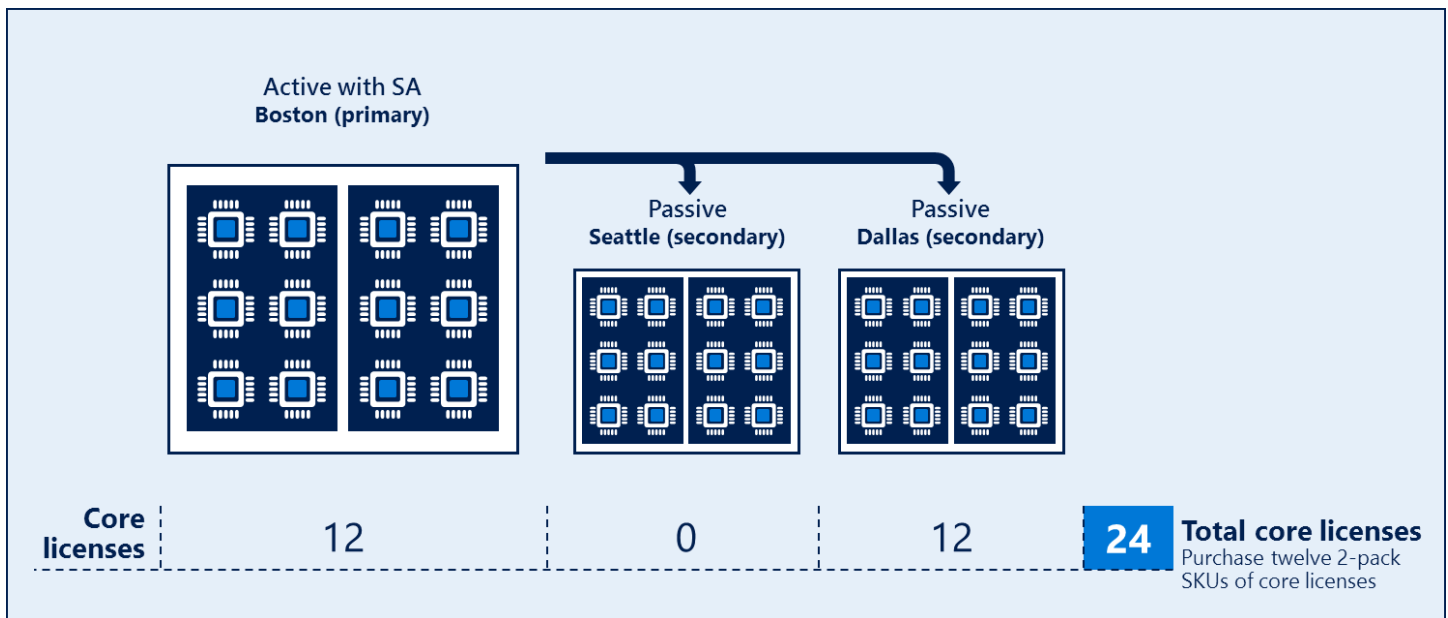 Active with SA
Boston (primary)
Passive
Seattle (secondary)
Passive
Dallas (secondary)
Core
licenses
12
0
12
24
Total core licenses
Purchase twelve 2-pack
SKUs of core licenses